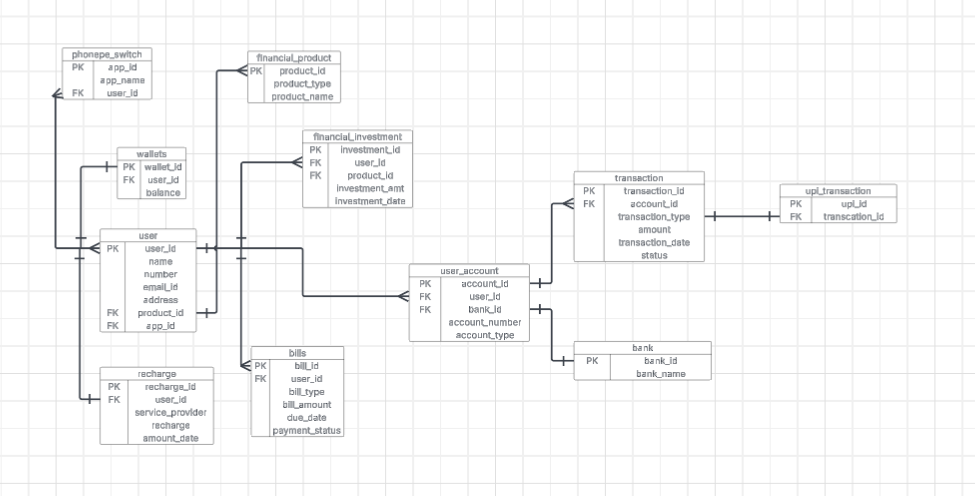 phonepe_switch
PK app_id
app_name
FK user_id
financial_product
PK product_id
product_type
product_name
wallets
PK wallet_id
FK user_id
balance
financial_investment
PK investment_id
FK user_id
FK product_id
investment_amt
investment_date
user
PK user_id
name
number
email_id
address
FK product_id
FK app_id
recharge
PK recharge_id
FK user_id
service_provider
recharge
amount_date
bills
PK bill_id
FK user_id
bill_type
bill_amount
due_date
payment_status
user_account
PK account_id
FK user_id
FK bank_id
account_number
account_type
transaction
PK transaction_id
FK account_id
transaction_type
amount
transaction_date
status
upi_transaction
PK upi_id
FK transcation_id
bank
PK bank_id
bank_name